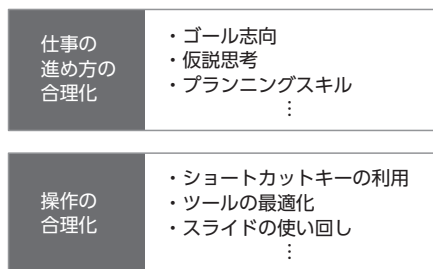 仕事の
進め方の
合理化
・ゴール志向
・仮説思考
・プランニングスキル
⋮
操作の
合理化
・ショートカットキーの利用
・ツールの最適化
・スライドの使い回し
⋮